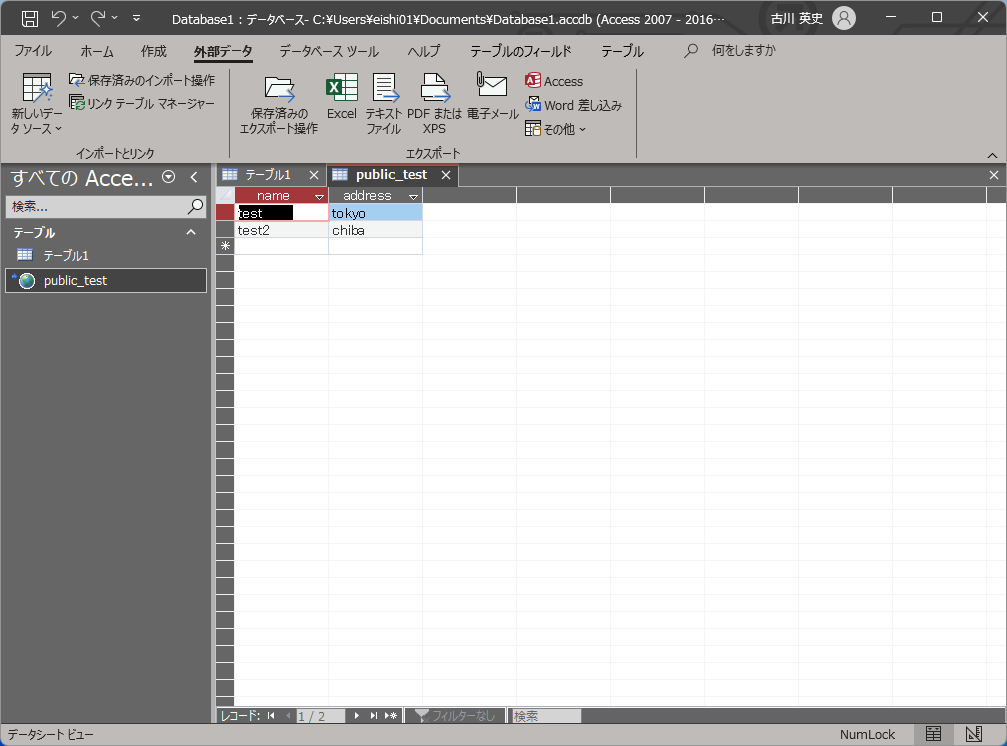 Database1 : データベース- C:¥Users¥eishi01¥Documents¥Database1.accdb (Access 2007 - 2016…
古川 英史
ファイル ホーム 作成 外部データ データベース ツール ヘルプ テーブルのフィールド テーブル 何をしますか
新しいデー
タ ソース
保存済みのインポート操作
リンク テーブル マネージャー
インポートとリンク
保存済みの
エクスポート操作
Excel
テキスト
ファイル
PDF または
XPS
電子メール
Access
Word 差し込み
その他
エクスポート
すべての Acce...
検索...
テーブル
テーブル1
public_test
テーブル1 public_test
name address
test tokyo
test2 chiba
レコード: 1 / 2 フィルターなし 検索
データシート ビュー NumLock